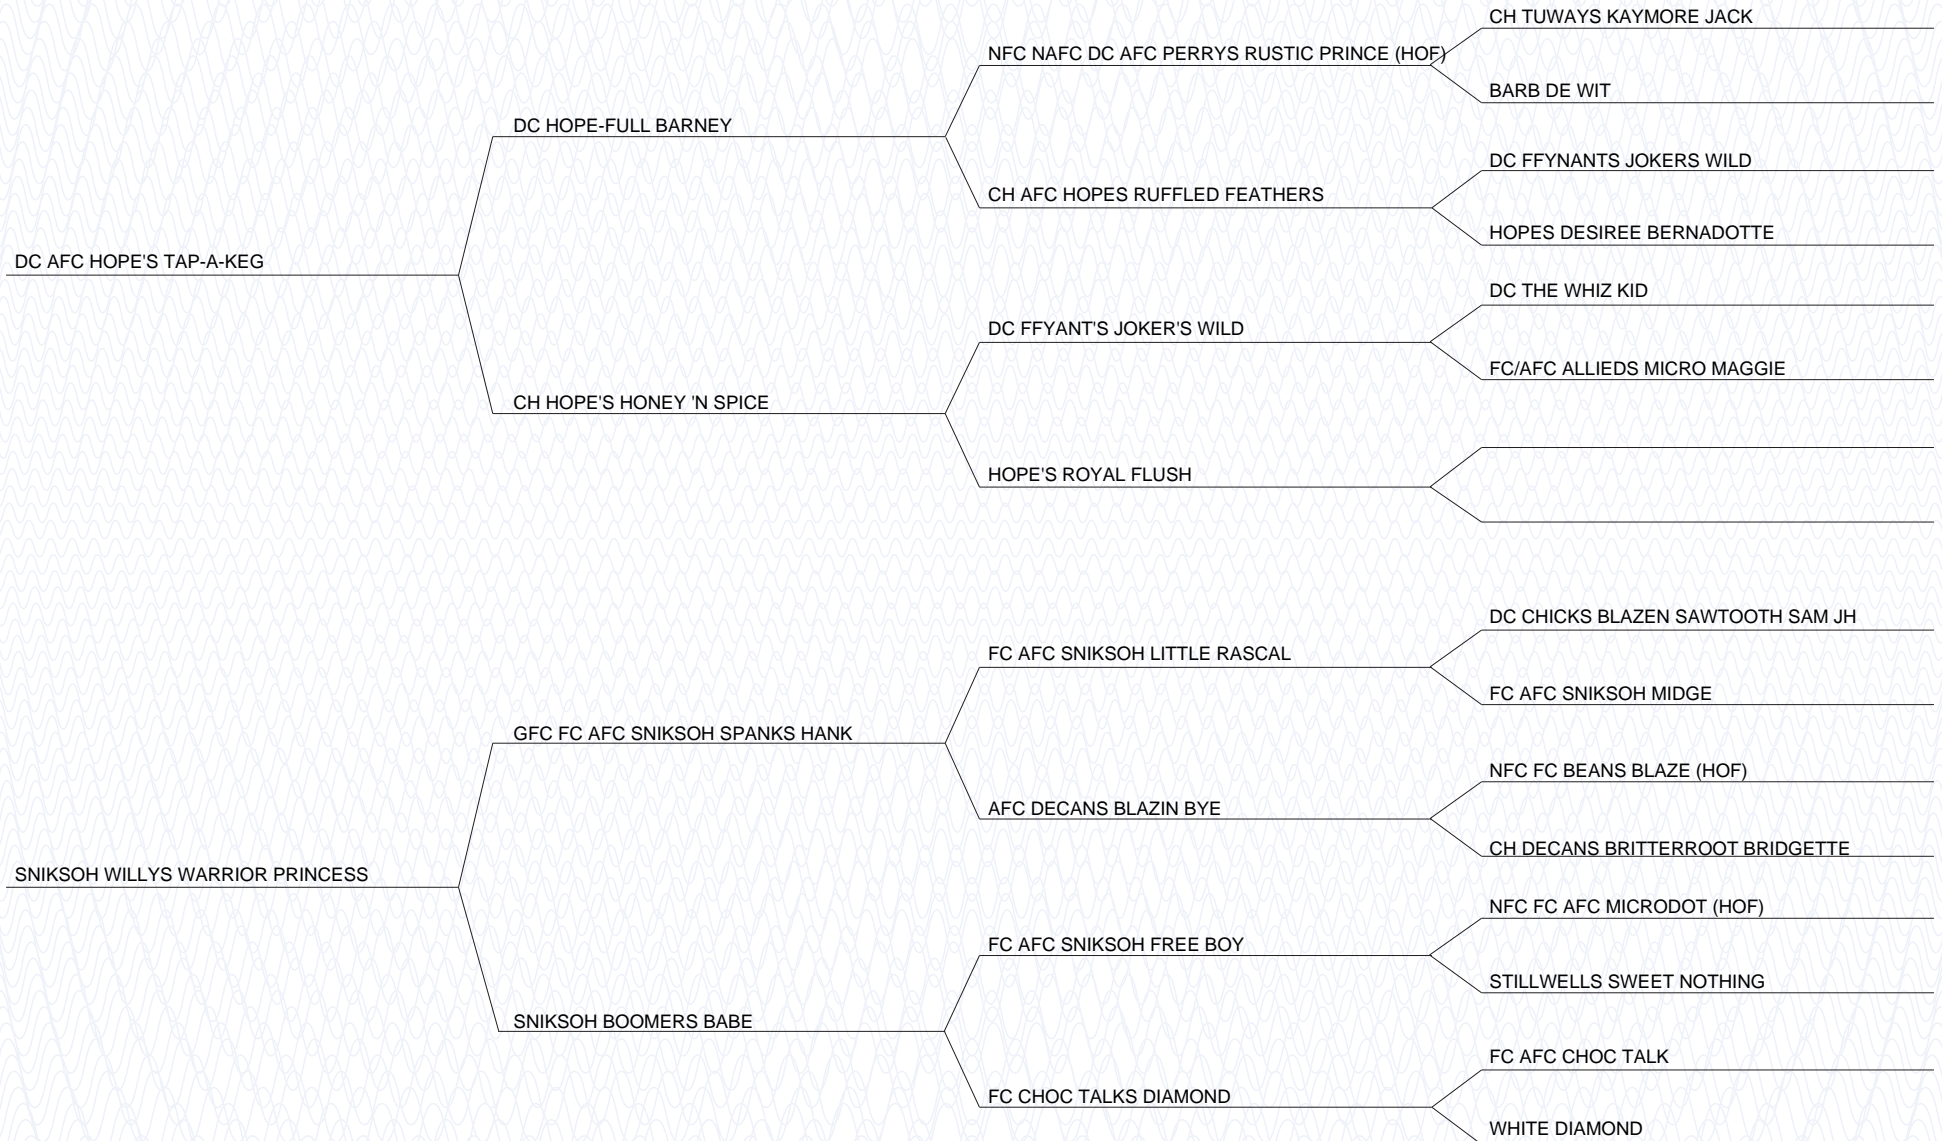 CH TUWAYS KAYMORE JACK
NFC NAFC DC AFC PERRYS RUSTIC PRINCE (HOF)
BARB DE WIT
DC HOPE-FULL BARNEY
DC FFYNANTS JOKERS WILD
CH AFC HOPES RUFFLED FEATHERS
HOPES DESIREE BERNADOTTE
DC AFC HOPE'S TAP-A-KEG
DC THE WHIZ KID
DC FFYANT'S JOKER'S WILD
FC/AFC ALLIEDS MICRO MAGGIE
CH HOPE'S HONEY 'N SPICE
HOPE'S ROYAL FLUSH
DC CHICKS BLAZEN SAWTOOTH SAM JH
FC AFC SNIKSOH LITTLE RASCAL
FC AFC SNIKSOH MIDGE
GFC FC AFC SNIKSOH SPANKS HANK
NFC FC BEANS BLAZE (HOF)
AFC DECANS BLAZIN BYE
CH DECANS BRITTERROOT BRIDGETTE
SNIKSOH WILLYS WARRIOR PRINCESS
NFC FC AFC MICRODOT (HOF)
FC AFC SNIKSOH FREE BOY
STILLWELLS SWEET NOTHING
SNIKSOH BOOMERS BABE
FC AFC CHOC TALK
FC CHOC TALKS DIAMOND
WHITE DIAMOND